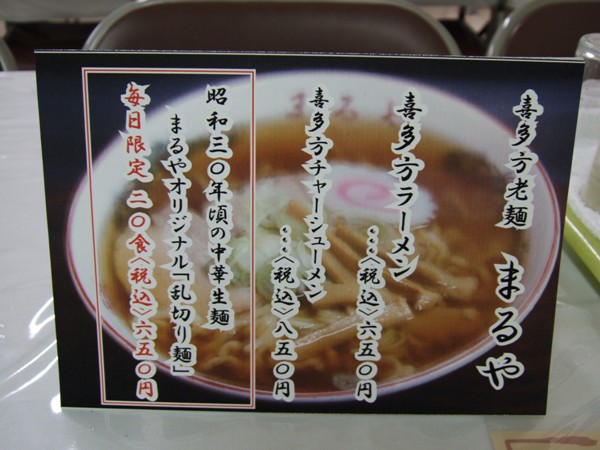 喜多方老麺 まるや
喜多方ラーメン
・・・〈税込〉六五〇円
喜多方チャーシューメン
・・・〈税込〉八五〇円
昭和三〇年頃の中華生麺
まるやオリジナル「乱切り麺」
毎日限定 二〇食〈税込〉六五〇円